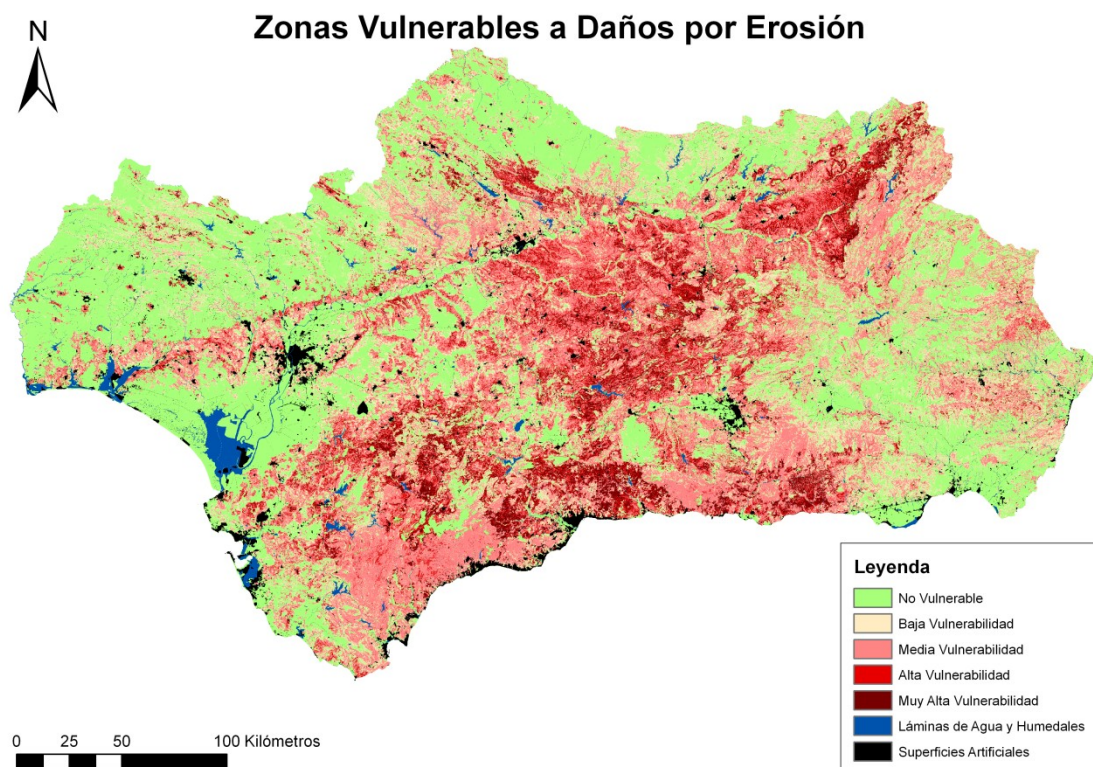 Zonas Vulnerables a Daños por Erosión
N
Leyenda
No Vulnerable
Baja Vulnerabilidad
Media Vulnerabilidad
Alta Vulnerabilidad
Muy Alta Vulnerabilidad
Láminas de Agua y Humedales
Superficies Artificiales
0 25 50 100 Kilómetros